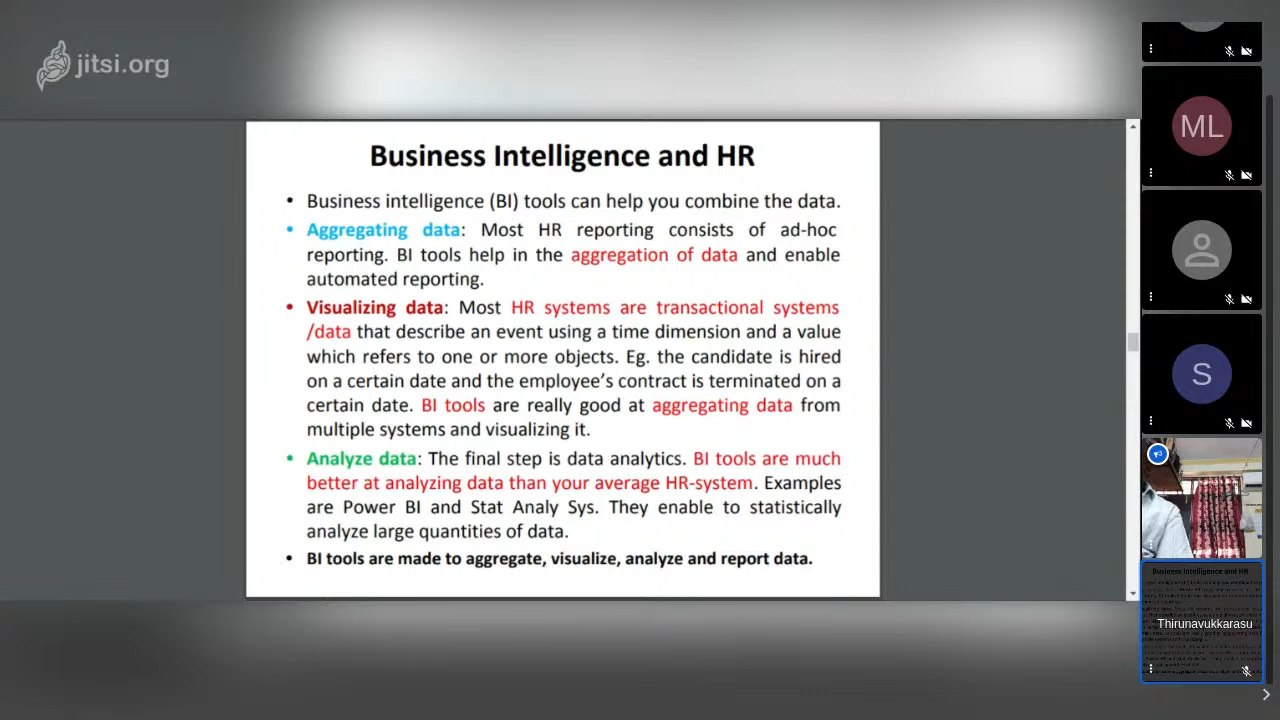 jitsi.org
Business Intelligence and HR
• Business intelligence (BI) tools can help you combine the data.
• Aggregating data: Most HR reporting consists of ad-hoc
reporting. BI tools help in the aggregation of data and enable
automated reporting.
• Visualizing data: Most HR systems are transactional systems
/data that describe an event using a time dimension and a value
which refers to one or more objects. Eg. the candidate is hired
on a certain date and the employee's contract is terminated on a
certain date. BI tools are really good at aggregating data from
multiple systems and visualizing it.
• Analyze data: The final step is data analytics. BI tools are much
better at analyzing data than your average HR-system. Examples
are Power BI and Stat Analy Sys. They enable to statistically
analyze large quantities of data.
• BI tools are made to aggregate, visualize, analyze and report data.
ML
S
Business Intelligence and HR
Thirunavukkarasu